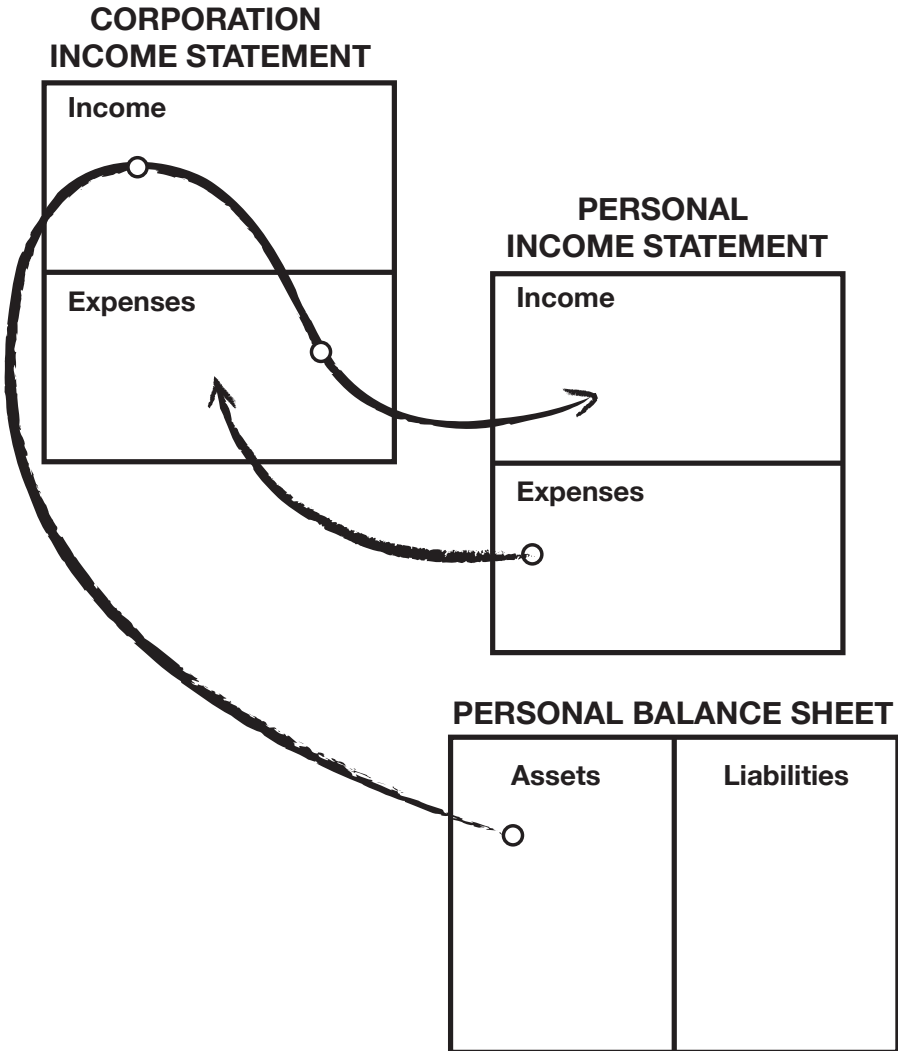 CORPORATION
INCOME STATEMENT
Income
Expenses
PERSONAL
INCOME STATEMENT
Income
Expenses
PERSONAL BALANCE SHEET
Assets
Liabilities